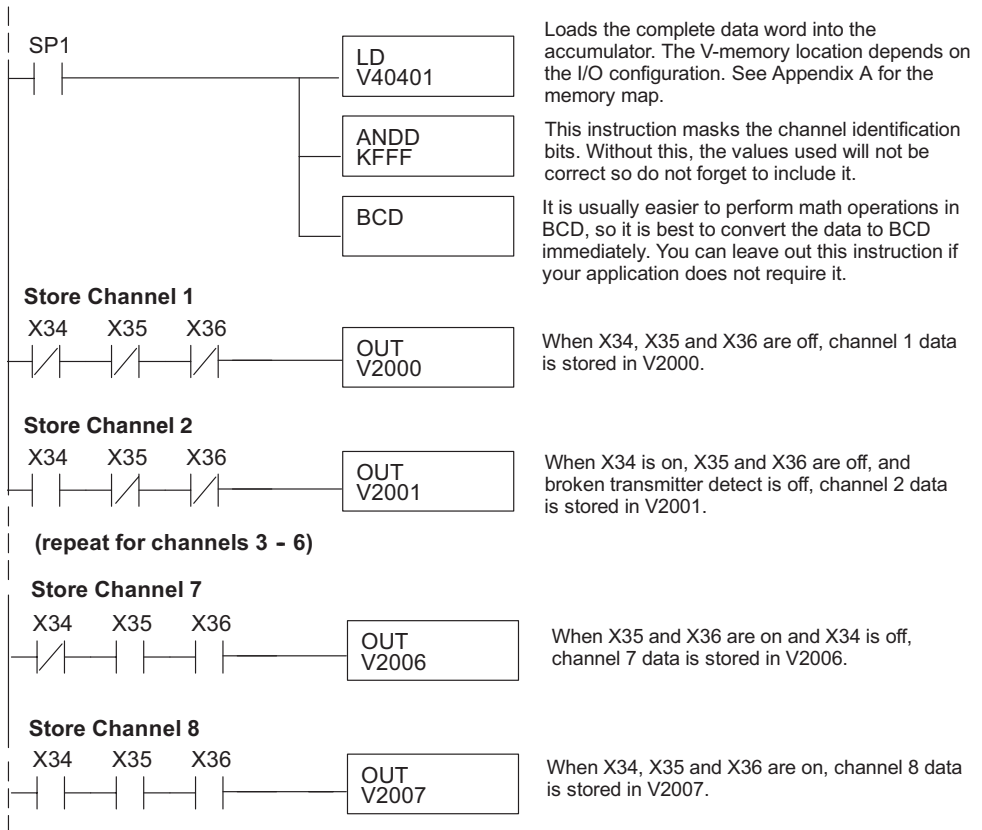 SP1
LD
V40401
Loads the complete data word into the
accumulator. The V-memory location depends on
the I/O configuration. See Appendix A for the
memory map.
ANDD
KFFF
This instruction masks the channel identification
bits. Without this, the values used will not be
correct so do not forget to include it.
BCD
It is usually easier to perform math operations in
BCD, so it is best to convert the data to BCD
immediately. You can leave out this instruction if
your application does not require it.
Store Channel 1
X34 X35 X36
OUT
V2000
When X34, X35 and X36 are off, channel 1 data
is stored in V2000.
Store Channel 2
X34 X35 X36
OUT
V2001
When X34 is on, X35 and X36 are off, and
broken transmitter detect is off, channel 2 data
is stored in V2001.
(repeat for channels 3 - 6)
Store Channel 7
X34 X35 X36
OUT
V2006
When X35 and X36 are on and X34 is off,
channel 7 data is stored in V2006.
Store Channel 8
X34 X35 X36
OUT
V2007
When X34, X35 and X36 are on, channel 8 data
is stored in V2007.